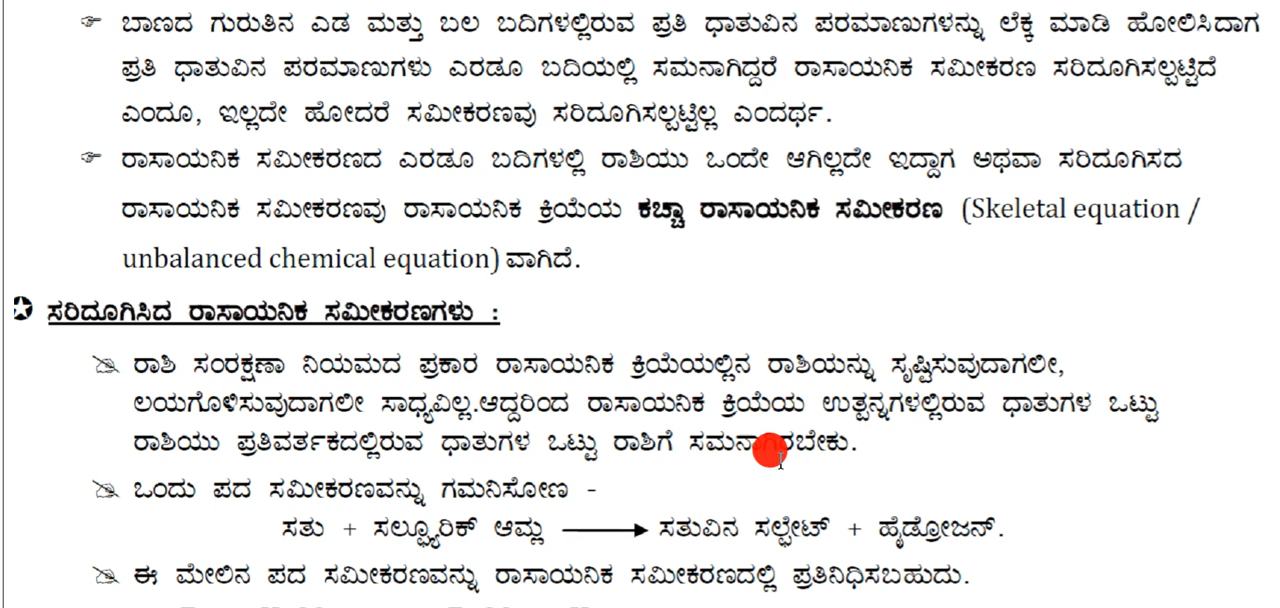 ☞ ಬಾಣದ ಗುರುತಿನ ಎಡ ಮತ್ತು ಬಲ ಬದಿಗಳಲ್ಲಿರುವ ಪ್ರತಿ ಧಾತುವಿನ ಪರಮಾಣುಗಳನ್ನು ಲೆಕ್ಕ ಮಾಡಿ ಹೋಲಿಸಿದಾಗ
ಪ್ರತಿ ಧಾತುವಿನ ಪರಮಾಣುಗಳು ಎರಡೂ ಬದಿಯಲ್ಲಿ ಸಮನಾಗಿದ್ದರೆ ರಾಸಾಯನಿಕ ಸಮೀಕರಣ ಸರಿದೂಗಿಸಲ್ಪಟ್ಟಿದೆ
ಎಂದೂ, ಇಲ್ಲದೇ ಹೋದರೆ ಸಮೀಕರಣವು ಸರಿದೂಗಿಸಲ್ಪಟ್ಟಿಲ್ಲ ಎಂದರ್ಥ.
☞ ರಾಸಾಯನಿಕ ಸಮೀಕರಣದ ಎರಡೂ ಬದಿಗಳಲ್ಲಿ ರಾಶಿಯು ಒಂದೇ ಆಗಿಲ್ಲದೇ ಇದ್ದಾಗ ಅಥವಾ ಸರಿದೂಗಿಸದ
ರಾಸಾಯನಿಕ ಸಮೀಕರಣವು ರಾಸಾಯನಿಕ ಕ್ರಿಯೆಯ ಕಚ್ಚಾ ರಾಸಾಯನಿಕ ಸಮೀಕರಣ (Skeletal equation /
unbalanced chemical equation) ವಾಗಿದೆ.
✪ ಸರಿದೂಗಿಸಿದ ರಾಸಾಯನಿಕ ಸಮೀಕರಣಗಳು :
ರಾಶಿ ಸಂರಕ್ಷಣಾ ನಿಯಮದ ಪ್ರಕಾರ ರಾಸಾಯನಿಕ ಕ್ರಿಯೆಯಲ್ಲಿನ ರಾಶಿಯನ್ನು ಸೃಷ್ಟಿಸುವುದಾಗಲೀ,
ಲಯಗೊಳಿಸುವುದಾಗಲೀ ಸಾಧ್ಯವಿಲ್ಲ.ಆದ್ದರಿಂದ ರಾಸಾಯನಿಕ ಕ್ರಿಯೆಯ ಉತ್ಪನ್ನಗಳಲ್ಲಿರುವ ಧಾತುಗಳ ಒಟ್ಟು
ರಾಶಿಯು ಪ್ರತಿವರ್ತಕದಲ್ಲಿರುವ ಧಾತುಗಳ ಒಟ್ಟು ರಾಶಿಗೆ ಸಮನಾಗಿರಬೇಕು.
ಒಂದು ಪದ ಸಮೀಕರಣವನ್ನು ಗಮನಿಸೋಣ -
ಸತು + ಸಲ್ಫ್ಯೂರಿಕ್ ಆಮ್ಲ ⟶ ಸತುವಿನ ಸಲ್ಫೇಟ್ + ಹೈಡ್ರೋಜನ್.
ಈ ಮೇಲಿನ ಪದ ಸಮೀಕರಣವನ್ನು ರಾಸಾಯನಿಕ ಸಮೀಕರಣದಲ್ಲಿ ಪ್ರತಿನಿಧಿಸಬಹುದು.